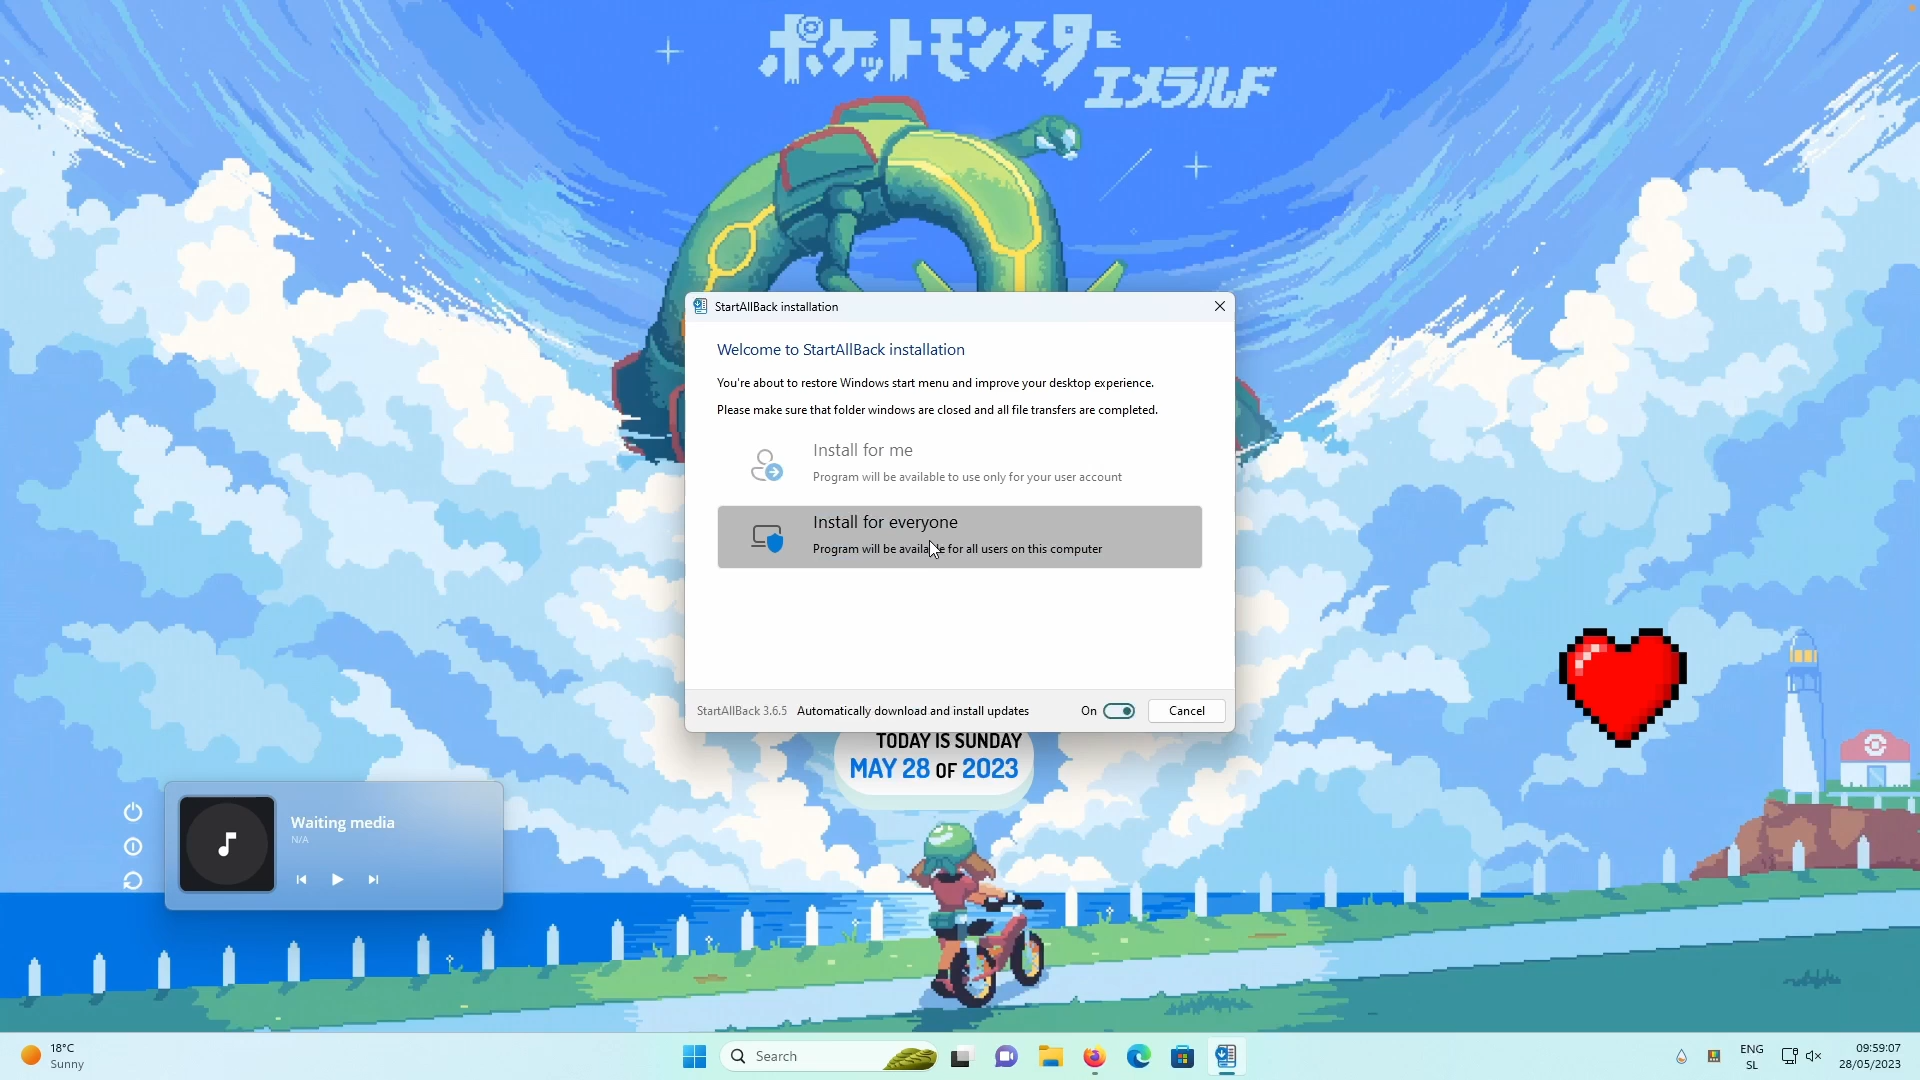 ポケットモンスター
エメラルド
StartAllBack installation
Welcome to StartAllBack installation
You're about to restore Windows start menu and improve your desktop experience.
Please make sure that folder windows are closed and all file transfers are completed.
Install for me
Program will be available to use only for your user account
Install for everyone
Program will be available for all users on this computer
StartAllBack 3.6.5 Automatically download and install updates On Cancel
TODAY IS SUNDAY
MAY 28 OF 2023
Waiting media
N/A
18°C
Sunny
Search
ENG
SL
09:59:07
28/05/2023